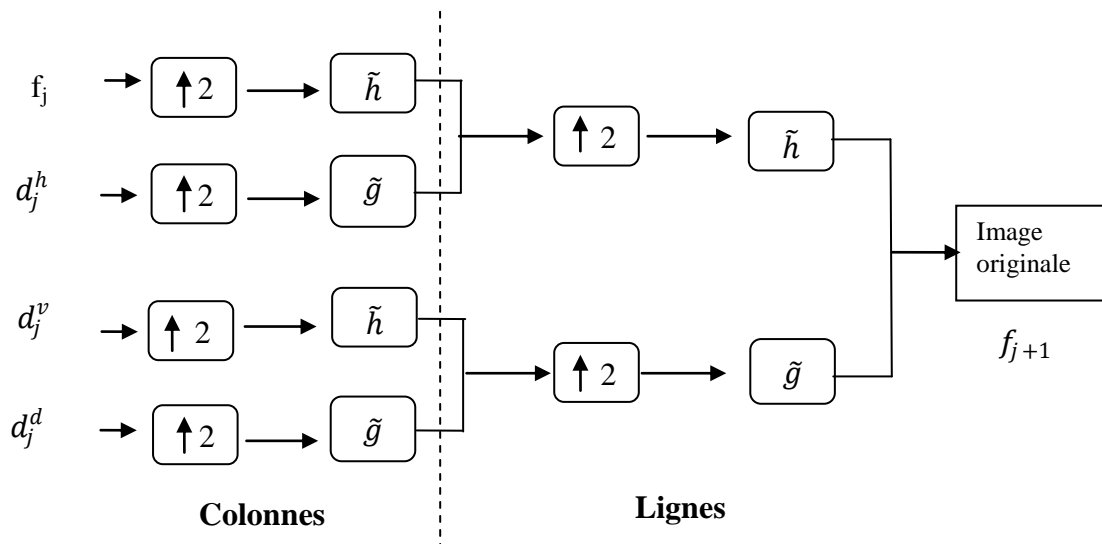 f_j ↑ 2 h̃
↑ 2 h̃
d_j^h ↑ 2 g̃
Image
originale
d_j^v ↑ 2 h̃
f_{j+1}
↑ 2 g̃
d_j^d ↑ 2 g̃
Colonnes Lignes